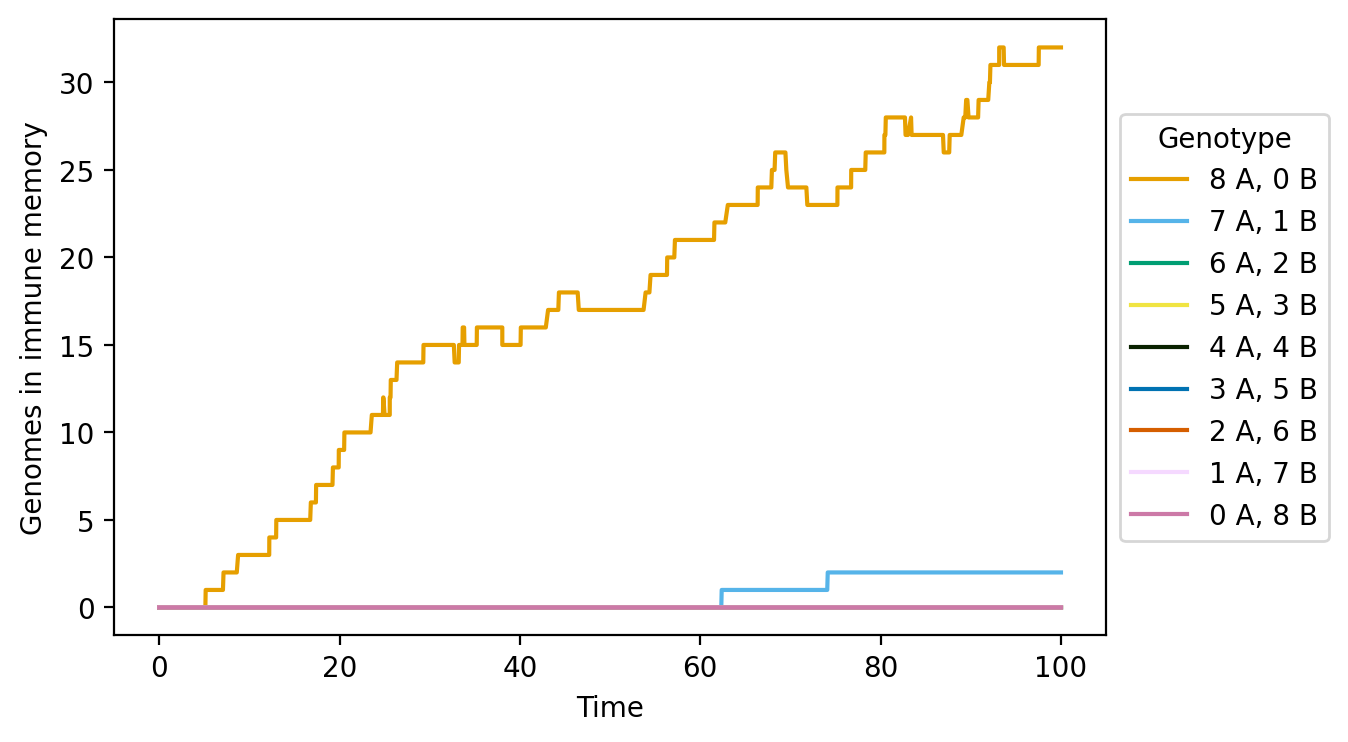 Genomes in immune memory
30
25
20
15
10
5
0
0 20 40 60 80 100
Time
Genotype
8 A, 0 B
7 A, 1 B
6 A, 2 B
5 A, 3 B
4 A, 4 B
3 A, 5 B
2 A, 6 B
1 A, 7 B
0 A, 8 B